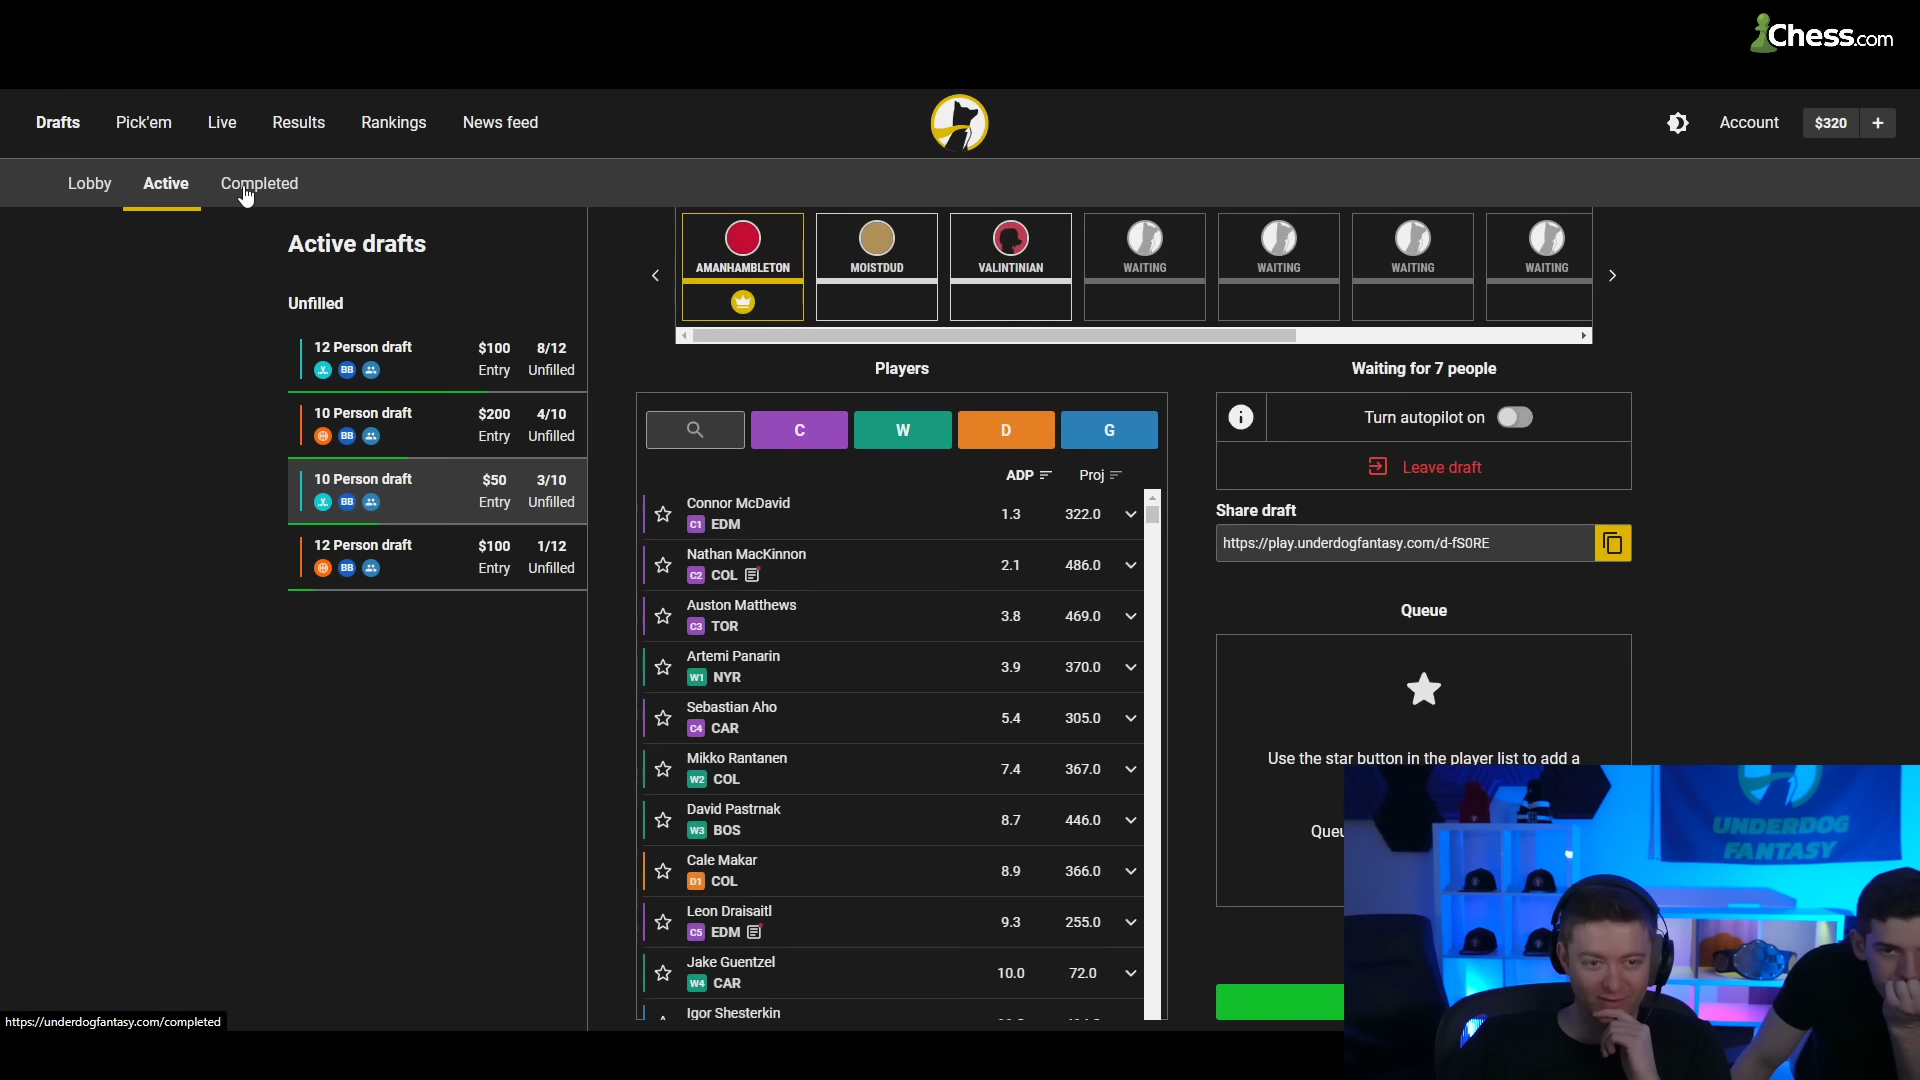 Chess.com
Drafts Pick'em Live Results Rankings News feed
Account $320 +
Lobby Active Completed
Active drafts
Unfilled
12 Person draft $100 8/12
BB Entry Unfilled
10 Person draft $200 4/10
BB Entry Unfilled
10 Person draft $50 3/10
BB Entry Unfilled
12 Person draft $100 1/12
BB Entry Unfilled
AMANHAMBLETON MOISTDUD VALINTINIAN WAITING WAITING WAITING WAITING
Players
C W D G
ADP Proj
Connor McDavid
C1 EDM 1.3 322.0
Nathan MacKinnon
C2 COL 2.1 486.0
Auston Matthews
C3 TOR 3.8 469.0
Artemi Panarin
W1 NYR 3.9 370.0
Sebastian Aho
C4 CAR 5.4 305.0
Mikko Rantanen
W2 COL 7.4 367.0
David Pastrnak
W3 BOS 8.7 446.0
Cale Makar
D1 COL 8.9 366.0
Leon Draisaitl
C5 EDM 9.3 255.0
Jake Guentzel
W4 CAR 10.0 72.0
Igor Shesterkin
Waiting for 7 people
Turn autopilot on
Leave draft
Share draft
https://play.underdogfantasy.com/d-fS0RE
Queue
Use the star button in the player list to add a
UNDERDOG
FANTASY
https://underdogfantasy.com/completed